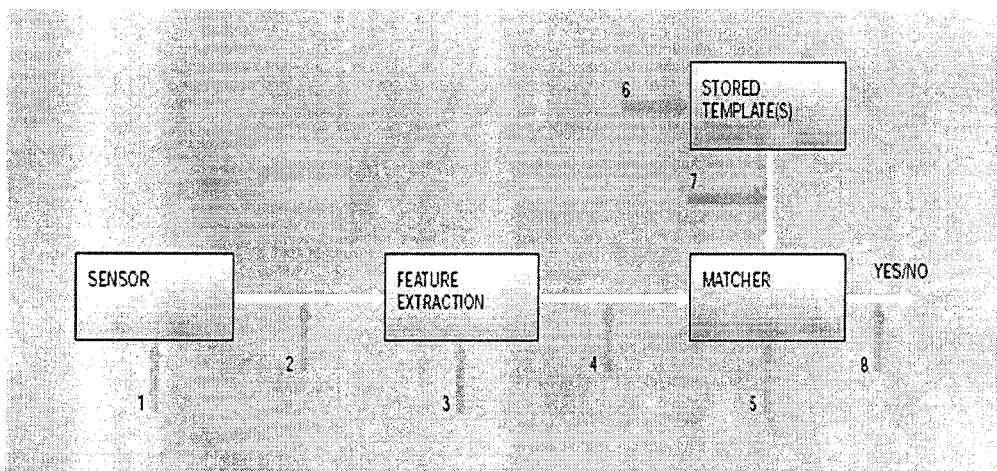 6
STORED
TEMPLATE(S)
7
SENSOR
FEATURE
EXTRACTION
MATCHER
YES/NO
1
2
3
4
5
8